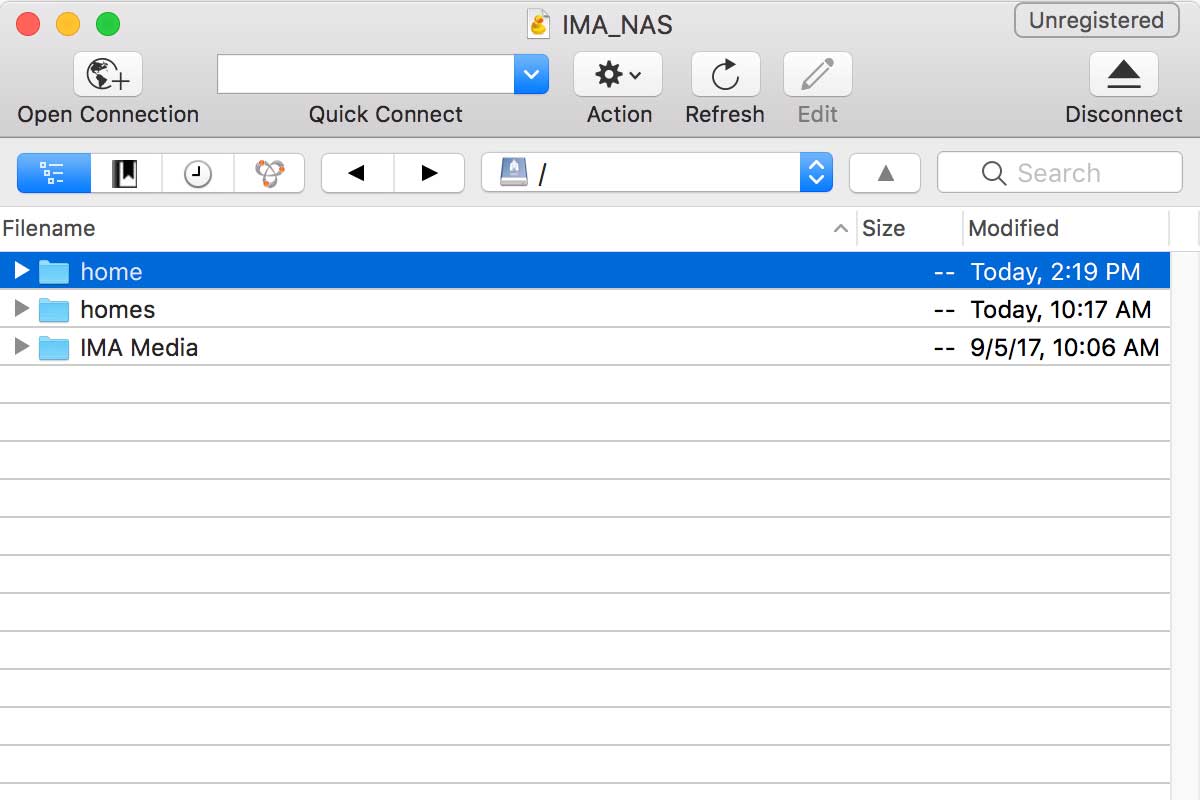 IMA_NAS
Unregistered
Open Connection
Quick Connect
Action
Refresh
Edit
Disconnect
/
Search
Filename
Size
Modified
home -- Today, 2:19 PM
homes -- Today, 10:17 AM
IMA Media -- 9/5/17, 10:06 AM